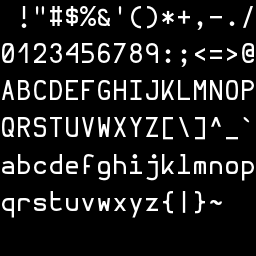 !"#$%&'()*+,-./
0123456789:;<=>@
ABCDEFGHIJKLMNOP
QRSTUVWXYZ[\]^_`
abcdefghijklmnop
qrstuvwxyz{|}~